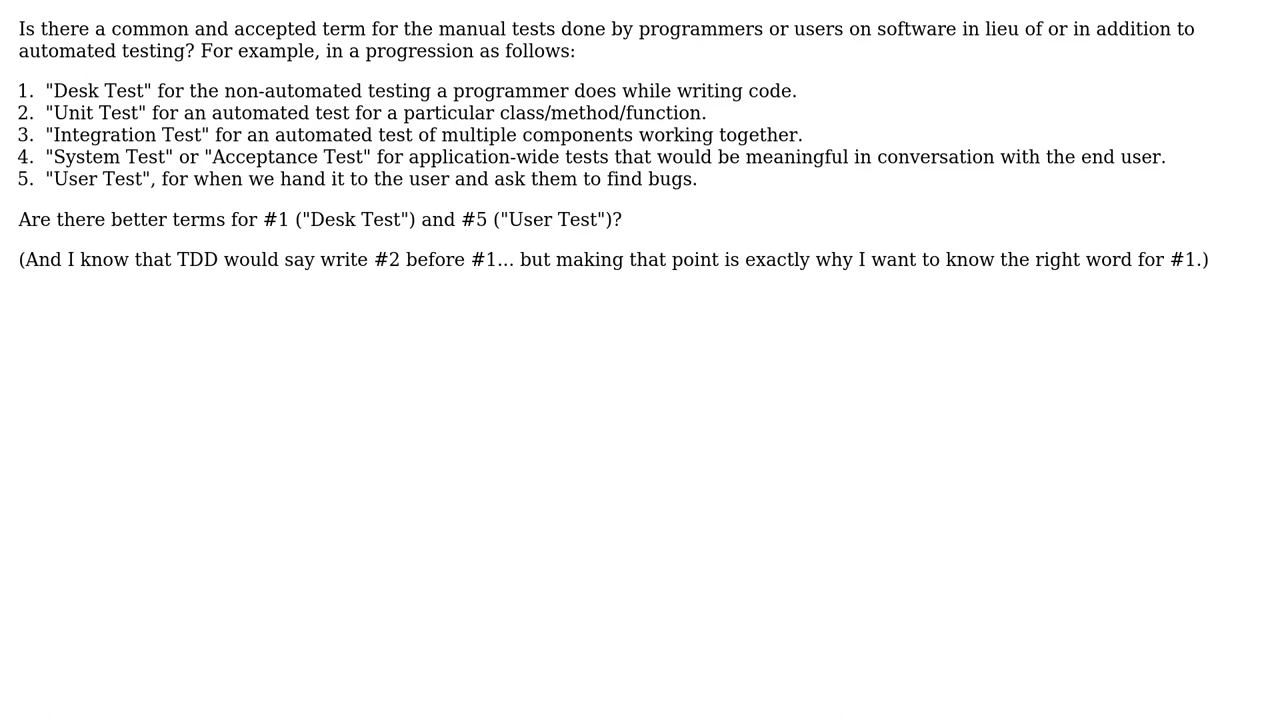 Is there a common and accepted term for the manual tests done by programmers or users on software in lieu of or in addition to
automated testing? For example, in a progression as follows:
1. "Desk Test" for the non-automated testing a programmer does while writing code.
2. "Unit Test" for an automated test for a particular class/method/function.
3. "Integration Test" for an automated test of multiple components working together.
4. "System Test" or "Acceptance Test" for application-wide tests that would be meaningful in conversation with the end user.
5. "User Test", for when we hand it to the user and ask them to find bugs.
Are there better terms for #1 ("Desk Test") and #5 ("User Test")?
(And I know that TDD would say write #2 before #1... but making that point is exactly why I want to know the right word for #1.)